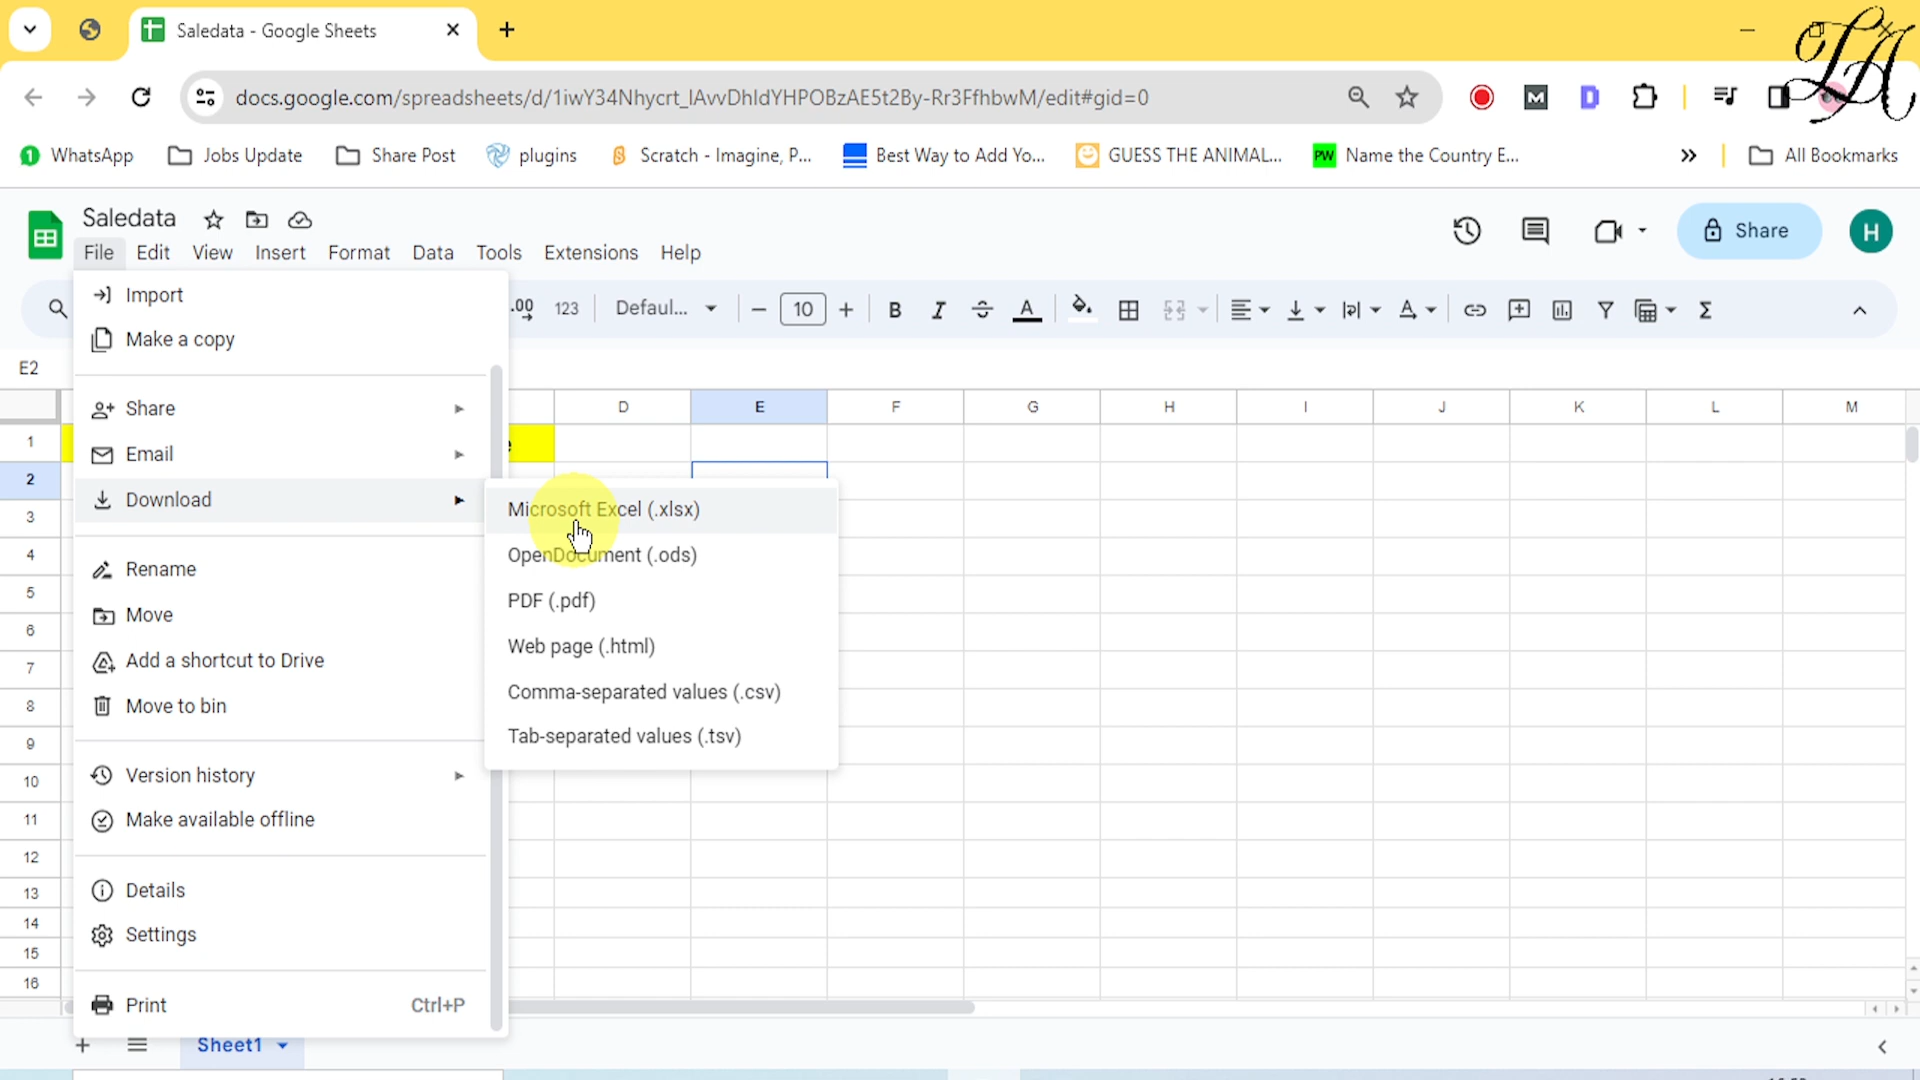 Saledata - Google Sheets
docs.google.com/spreadsheets/d/1iwY34Nhycrt_lAvvDhIdYHPOBzAE5t2By-Rr3FfhbwM/edit#gid=0
M D
1 WhatsApp Jobs Update Share Post plugins Scratch - Imagine, P... Best Way to Add Yo... GUESS THE ANIMAL... PW Name the Country E... » All Bookmarks
LA
Saledata
Share
H
File Edit View Insert Format Data Tools Extensions Help
.00 123 Defaul... − 10 + B I S A Σ
E2
D E F G H I J K L M
1
2
3
4
5
6
7
8
9
10
11
12
13
14
15
16
Import
Make a copy
Share
Email
Download
Rename
Move
Add a shortcut to Drive
Move to bin
Version history
Make available offline
Details
Settings
Print Ctrl+P
Microsoft Excel (.xlsx)
OpenDocument (.ods)
PDF (.pdf)
Web page (.html)
Comma-separated values (.csv)
Tab-separated values (.tsv)
Sheet1